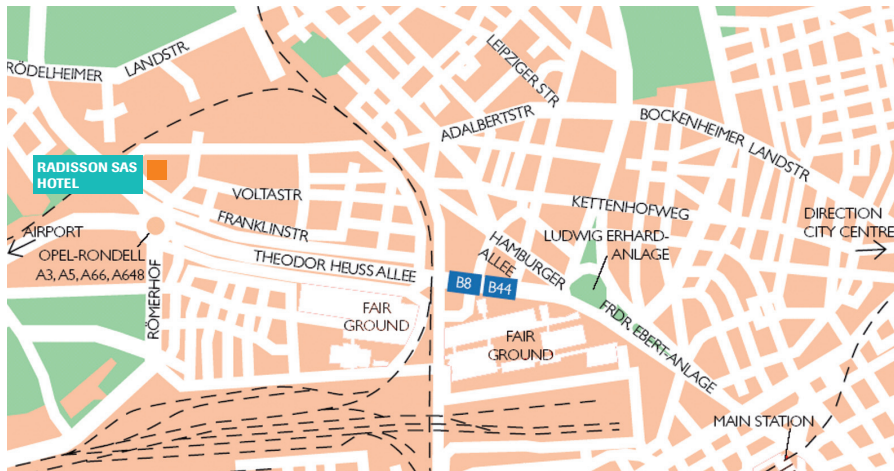 RÖDELHEIMER LANDSTR
LEIPZIGER STR
ADALBERTSTR
BOCKENHEIMER LANDSTR
RADISSON SAS
HOTEL
VOLTASTR
KETTENHOFWEG
FRANKLINSTR
HAMBURGER
ALLEE
LUDWIG ERHARD-
ANLAGE
DIRECTION
CITY CENTRE
AIRPORT
OPEL-RONDELL
A3, A5, A66, A648
THEODOR HEUSS ALLEE
B8
B44
RÖMERHOF
FAIR
GROUND
FAIR
GROUND
FRDR. EBERT-ANLAGE
MAIN STATION